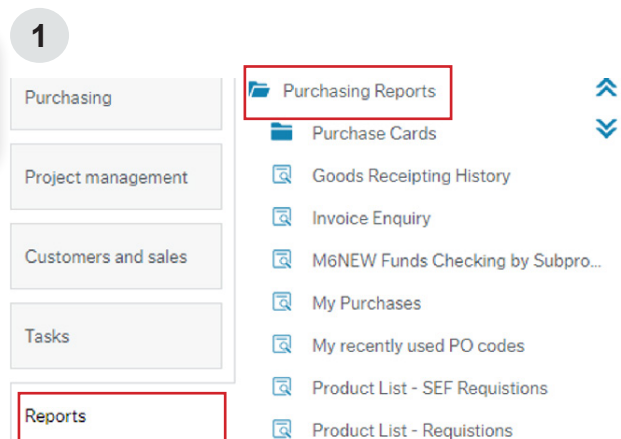 1
Purchasing
Project management
Customers and sales
Tasks
Reports
Purchasing Reports
Purchase Cards
Goods Receipting History
Invoice Enquiry
M6NEW Funds Checking by Subpro...
My Purchases
My recently used PO codes
Product List - SEF Requistions
Product List - Requistions